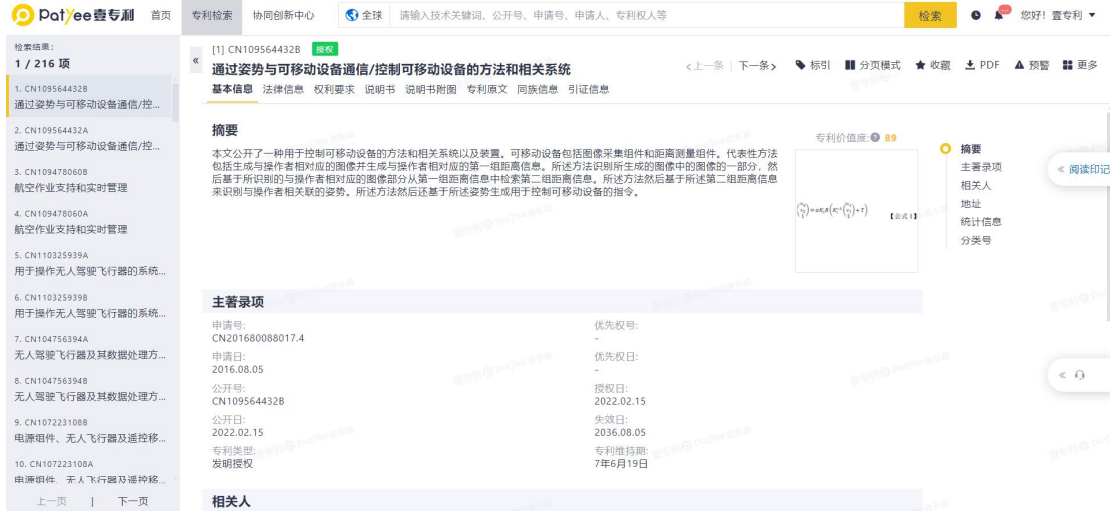 Patyee壹专利 首页 专利检索 协同创新中心 全球 请输入技术关键词、公开号、申请号、申请人、专利权人等 检索 您好！壹专利
检索结果：
1 / 216 项
1. CN109564432B
通过姿势与可移动设备通信/控...
2. CN109564432A
通过姿势与可移动设备通信/控...
3. CN109478060B
航空作业支持和实时管理
4. CN109478060A
航空作业支持和实时管理
5. CN110325939A
用于操作无人驾驶飞行器的系统...
6. CN110325939B
用于操作无人驾驶飞行器的系统...
7. CN104756394A
无人驾驶飞行器及其数据处理方...
8. CN104756394B
无人驾驶飞行器及其数据处理方...
9. CN107223108B
电源组件、无人飞行器及遥控移...
10. CN107223108A
电源组件、无人飞行器及遥控移...
上一页 | 下一页
[1] CN109564432B 授权
通过姿势与可移动设备通信/控制可移动设备的方法和相关系统
<上一条 | 下一条> 标引 分页模式 收藏 PDF 预警 更多
基本信息 法律信息 权利要求 说明书 说明书附图 专利原文 同族信息 引证信息
摘要
本文公开了一种用于控制可移动设备的方法和相关系统以及装置。可移动设备包括图像采集组件和距离测量组件。代表性方法
包括生成与操作者相对应的图像并生成与操作者相对应的第一组距离信息。所述方法识别所生成的图像中的图像的一部分，然
后基于所识别的与操作者相对应的图像部分从第一组距离信息中检索第二组距离信息。所述方法然后基于所述第二组距离信息
来识别与操作者相关联的姿势。所述方法然后还基于所述姿势生成用于控制可移动设备的指令。
专利价值度: 89
【公式 1】
摘要
主著录项
相关人
地址
统计信息
分类号
« 阅读印记
主著录项
申请号:
CN201680088017.4
优先权号:
-
申请日:
2016.08.05
优先权日:
-
公开号:
CN109564432B
授权日:
2022.02.15
公开日:
2022.02.15
失效日:
2036.08.05
专利类型:
发明授权
专利维持期:
7年6月19日
相关人